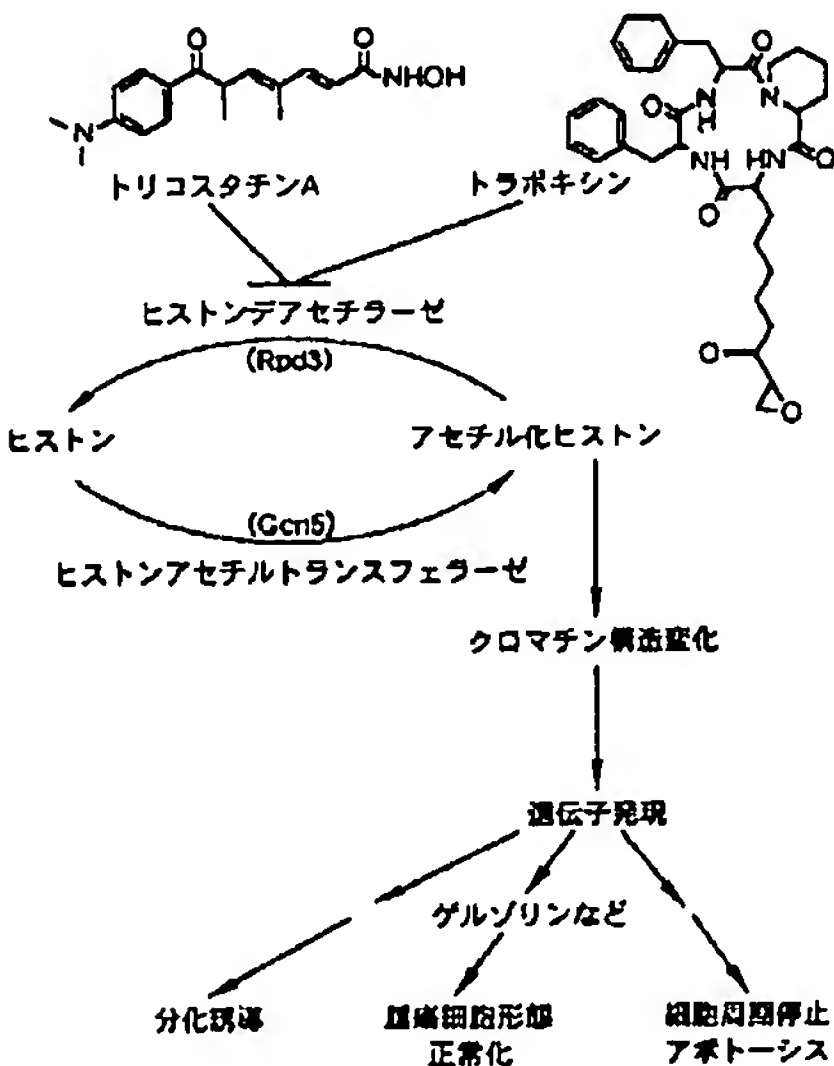 O
O
NHOH
N
O
N
N
H
O
NH
HN
O
O
O
O
トリコスタチンA
トラポキシン
ヒストンデアセチラーゼ
(Rpd3)
ヒストン
アセチル化ヒストン
(Gcn5)
ヒストンアセチルトランスフェラーゼ
クロマチン構造変化
遺伝子発現
ゲルゾリンなど
分化誘導
腫瘍細胞形態
正常化
細胞周期停止
アポトーシス